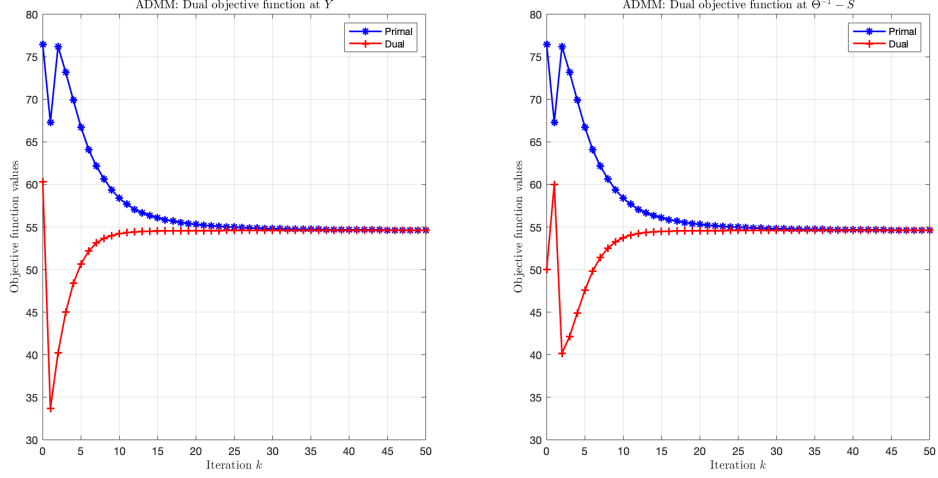 ADMM: Dual objective function at Y
80
75
70
65
60
55
50
45
40
35
30
Objective function values
Primal
Dual
0 5 10 15 20 25 30 35 40 45 50
Iteration k
ADMM: Dual objective function at Θ⁻¹ − S
80
75
70
65
60
55
50
45
40
35
30
Objective function values
Primal
Dual
0 5 10 15 20 25 30 35 40 45 50
Iteration k